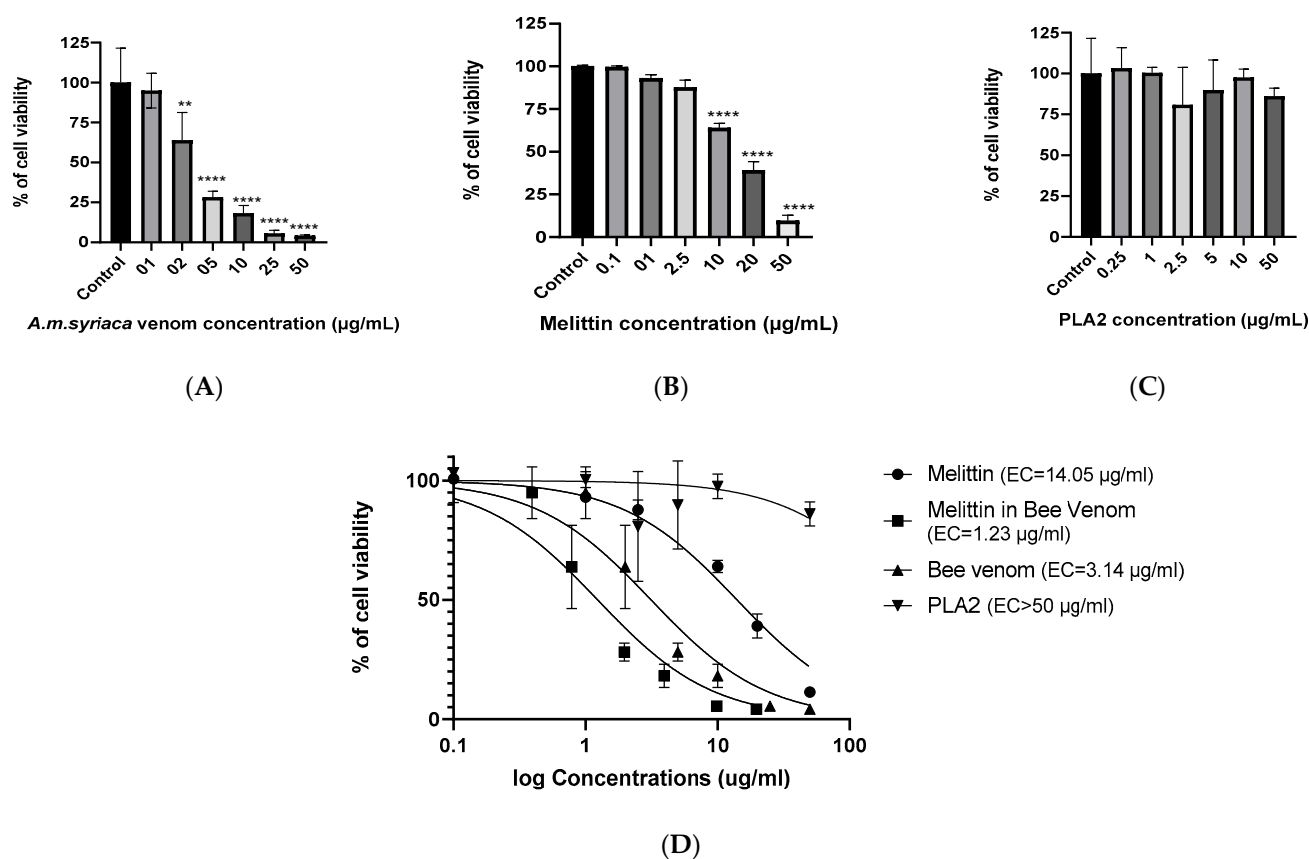 125
100
75
50
25
0
% of cell viability
**
****
****
****
****
Control
01
02
05
10
25
50
A.m.syriaca venom concentration (µg/mL)
(A)
125
100
75
50
25
0
% of cell viability
****
****
****
Control
0.1
01
2.5
10
20
50
Melittin concentration (µg/mL)
(B)
125
100
75
50
25
0
% of cell viability
Control
0.25
1
2.5
5
10
50
PLA2 concentration (µg/mL)
(C)
100
50
0
% of cell viability
0.1
1
10
100
log Concentrations (ug/ml)
Melittin (EC=14.05 µg/ml)
Melittin in Bee Venom
(EC=1.23 µg/ml)
Bee venom (EC=3.14 µg/ml)
PLA2 (EC>50 µg/ml)
(D)